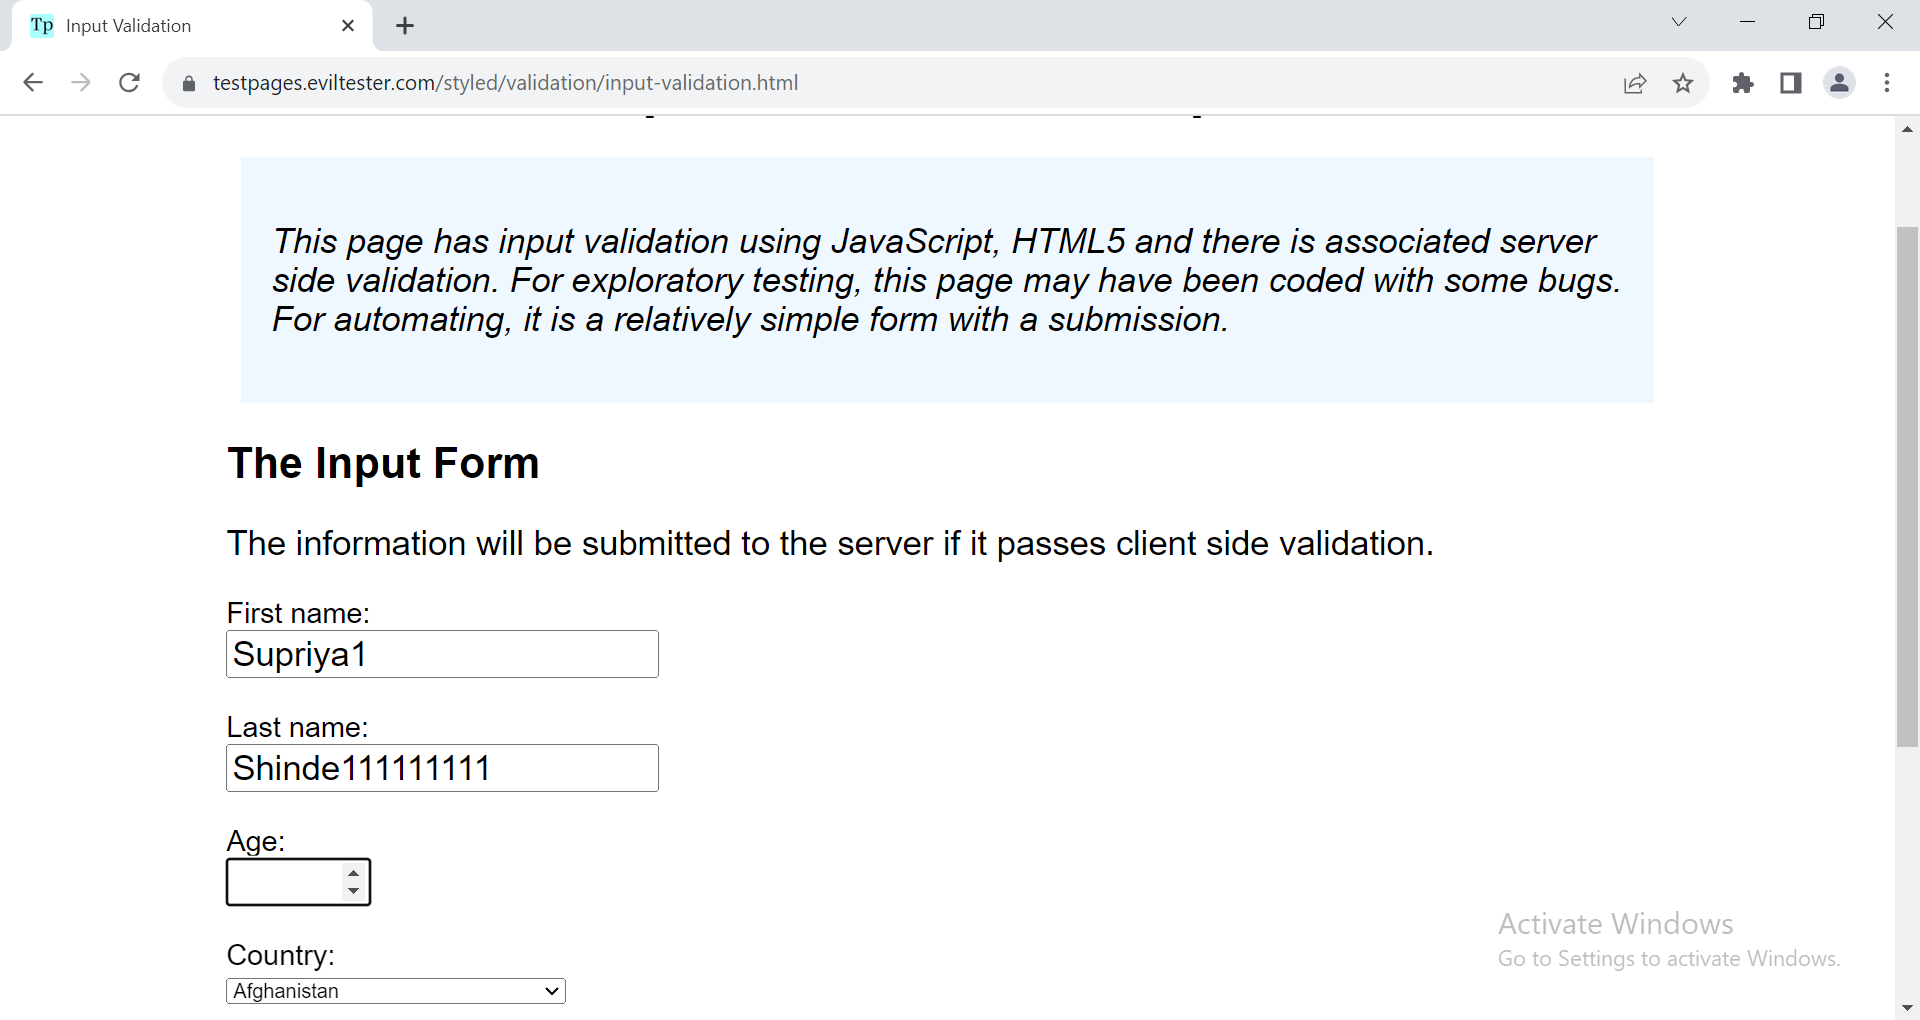 Tp Input Validation
testpages.eviltester.com/styled/validation/input-validation.html
This page has input validation using JavaScript, HTML5 and there is associated server
side validation. For exploratory testing, this page may have been coded with some bugs.
For automating, it is a relatively simple form with a submission.
The Input Form
The information will be submitted to the server if it passes client side validation.
First name:
Supriya1
Last name:
Shinde111111111
Age:
Country:
Afghanistan
Activate Windows
Go to Settings to activate Windows.